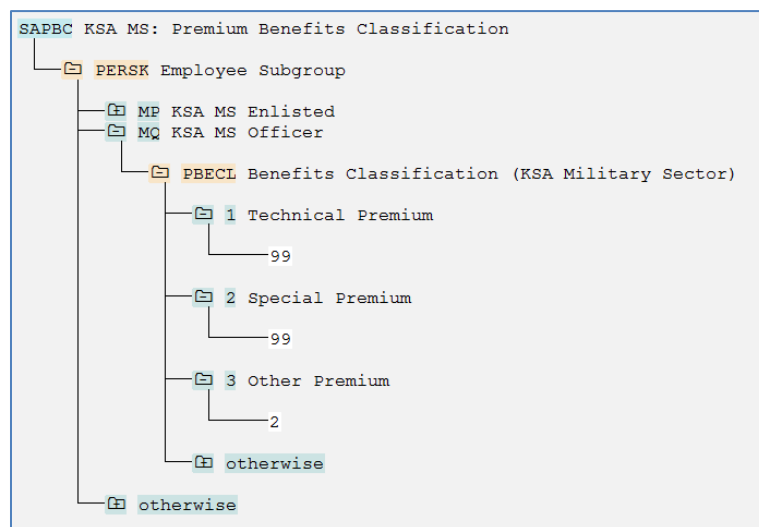 SAPBC KSA MS: Premium Benefits Classification
PERSK Employee Subgroup
MP KSA MS Enlisted
MQ KSA MS Officer
PBECL Benefits Classification (KSA Military Sector)
1 Technical Premium
99
2 Special Premium
99
3 Other Premium
2
otherwise
otherwise